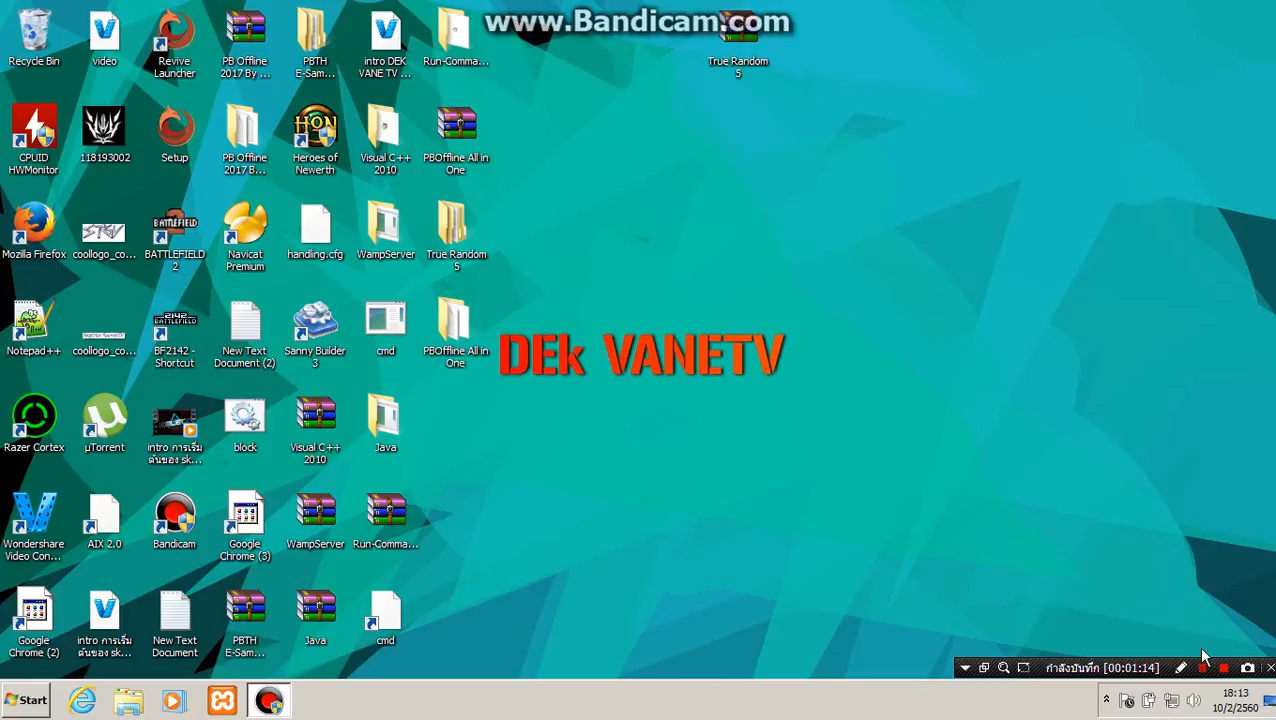 www.Bandicam.com
Recycle Bin
video
Revive
Launcher
PB Offline
2017 By ...
PBTH
E-Sam...
intro DEK
VANE TV ...
Run-Comma...
True Random
5
CPUID
HWMonitor
118193002
Setup
PB Offline
2017 B...
HON
Heroes of
Newerth
Visual C++
2010
PBOffline All in
One
Mozilla Firefox
coollogo_co...
BATTLEFIELD
BATTLEFIELD
2
Navicat
Premium
handling.cfg
WampServer
True Random
5
Notepad++
coollogo_co...
2142
BATTLEFIELD
BF2142 -
Shortcut
New Text
Document (2)
Sanny Builder
3
cmd
PBOffline All in
One
DEk VANETV
Razer Cortex
µTorrent
intro การเริ่ม
ต้นของ sk...
block
Visual C++
2010
Java
Wondershare
Video Con...
AIX 2.0
Bandicam
Google
Chrome (3)
WampServer
Run-Comma...
Google
Chrome (2)
intro การเริ่ม
ต้นของ sk...
New Text
Document
PBTH
E-Sam...
Java
cmd
กำลังบันทึก [00:01:14]
Start
18:13
10/2/2560